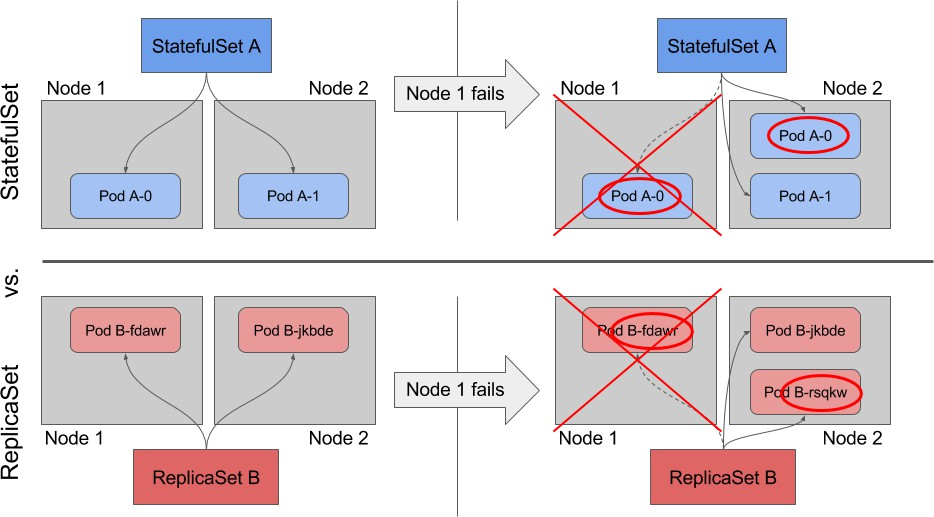 StatefulSet
StatefulSet A
Node 1
Node 2
Pod A-0
Pod A-1
Node 1 fails
StatefulSet A
Node 1
Node 2
Pod A-0
Pod A-0
Pod A-1
vs.
ReplicaSet
Pod B-fdawr
Pod B-jkbde
Node 1
Node 2
ReplicaSet B
Node 1 fails
Pod B-fdawr
Pod B-jkbde
Pod B-rsqkw
Node 1
Node 2
ReplicaSet B